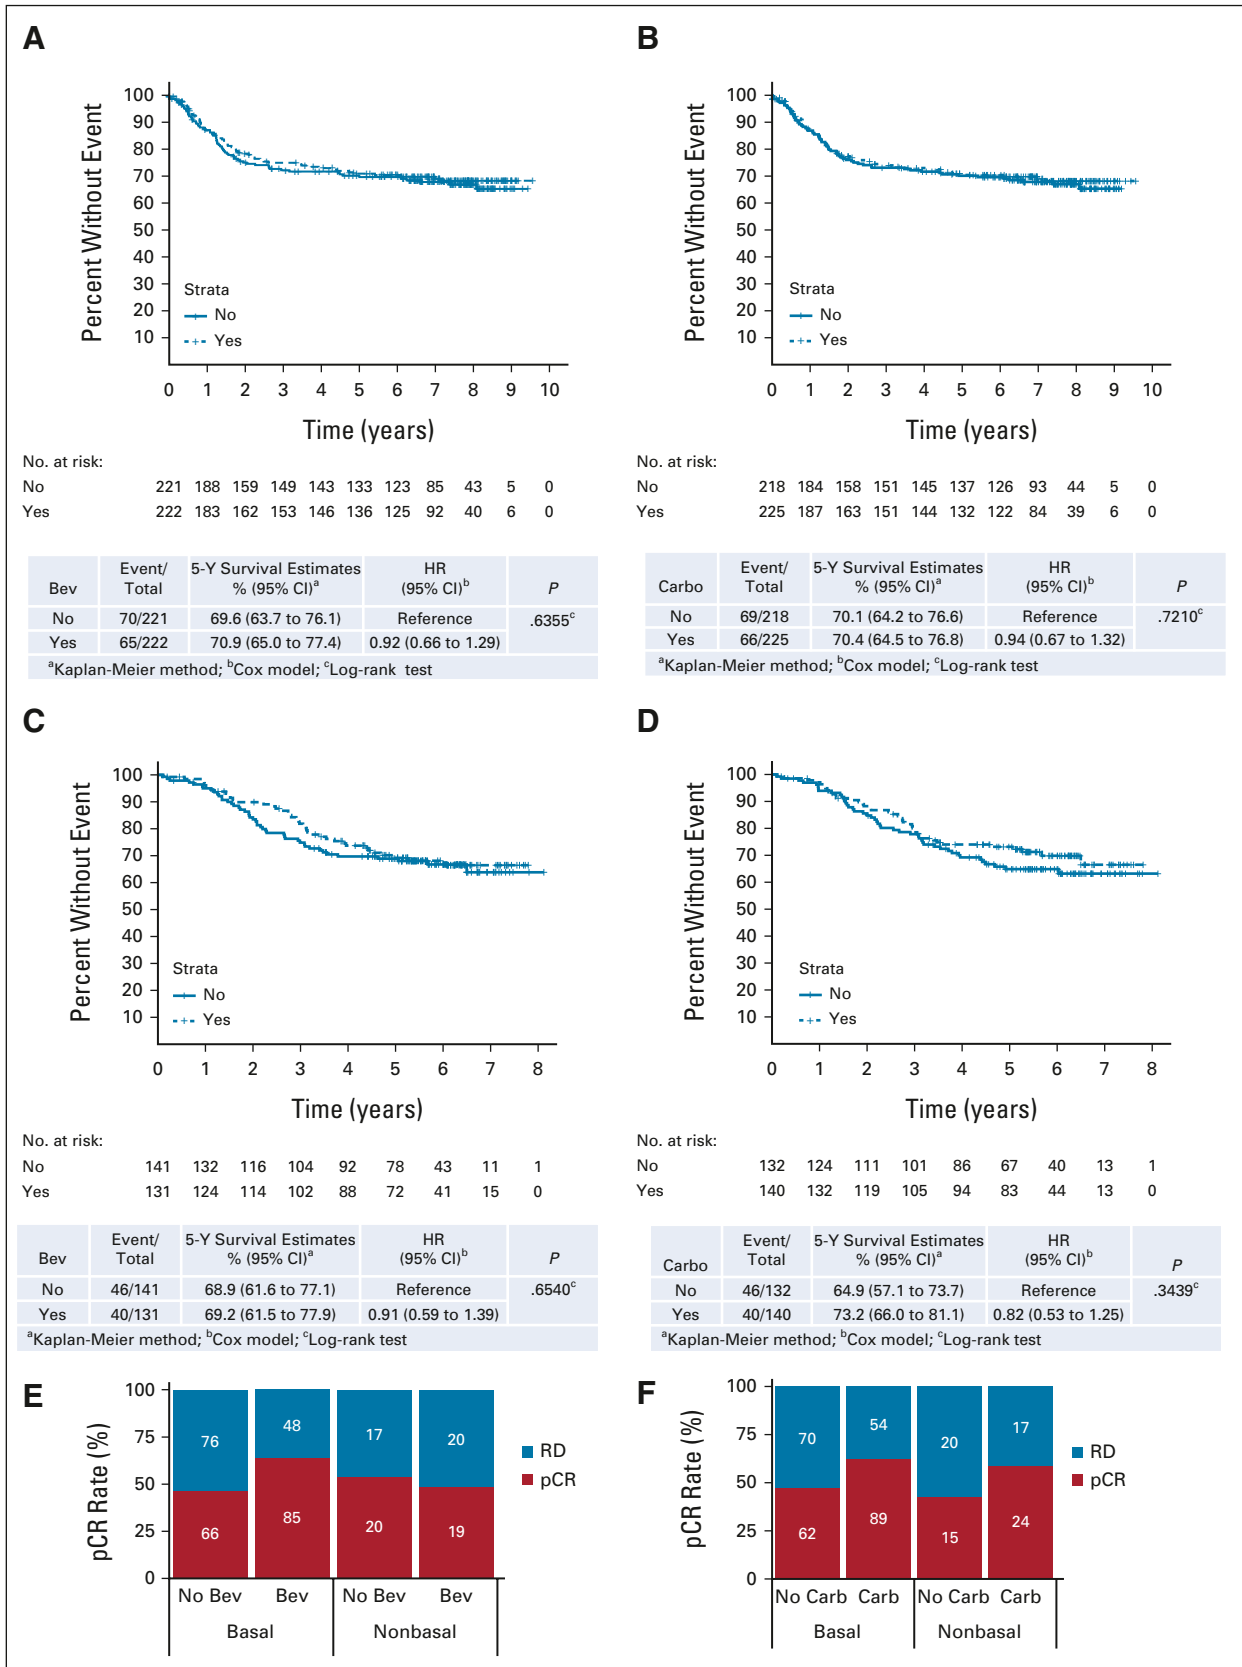 A
100
90
80
70
60
50
40
30
20
10
Percent Without Event
Strata
No
Yes
0 1 2 3 4 5 6 7 8 9 10
Time (years)
No. at risk:
No 221 188 159 149 143 133 123 85 43 5 0
Yes 222 183 162 153 146 136 125 92 40 6 0
Bev Event/Total 5-Y Survival Estimates % (95% CI)a HR (95% CI)b P
No 70/221 69.6 (63.7 to 76.1) Reference .6355c
Yes 65/222 70.9 (65.0 to 77.4) 0.92 (0.66 to 1.29)
aKaplan-Meier method; bCox model; cLog-rank test
B
100
90
80
70
60
50
40
30
20
10
Percent Without Event
Strata
No
Yes
0 1 2 3 4 5 6 7 8 9 10
Time (years)
No. at risk:
No 218 184 158 151 145 137 126 93 44 5 0
Yes 225 187 163 151 144 132 122 84 39 6 0
Carbo Event/Total 5-Y Survival Estimates % (95% CI)a HR (95% CI)b P
No 69/218 70.1 (64.2 to 76.6) Reference .7210c
Yes 66/225 70.4 (64.5 to 76.8) 0.94 (0.67 to 1.32)
aKaplan-Meier method; bCox model; cLog-rank test
C
100
90
80
70
60
50
40
30
20
10
Percent Without Event
Strata
No
Yes
0 1 2 3 4 5 6 7 8
Time (years)
No. at risk:
No 141 132 116 104 92 78 43 11 1
Yes 131 124 114 102 88 72 41 15 0
Bev Event/Total 5-Y Survival Estimates % (95% CI)a HR (95% CI)b P
No 46/141 68.9 (61.6 to 77.1) Reference .6540c
Yes 40/131 69.2 (61.5 to 77.9) 0.91 (0.59 to 1.39)
aKaplan-Meier method; bCox model; cLog-rank test
D
100
90
80
70
60
50
40
30
20
10
Percent Without Event
Strata
No
Yes
0 1 2 3 4 5 6 7 8
Time (years)
No. at risk:
No 132 124 111 101 86 67 40 13 1
Yes 140 132 119 105 94 83 44 13 0
Carbo Event/Total 5-Y Survival Estimates % (95% CI)a HR (95% CI)b P
No 46/132 64.9 (57.1 to 73.7) Reference .3439c
Yes 40/140 73.2 (66.0 to 81.1) 0.82 (0.53 to 1.25)
aKaplan-Meier method; bCox model; cLog-rank test
E
100
75
50
25
0
pCR Rate (%)
76 48 17 20
66 85 20 19
RD
pCR
No Bev Bev No Bev Bev
Basal Nonbasal
F
100
75
50
25
0
pCR Rate (%)
70 54 20 17
62 89 15 24
RD
pCR
No Carb Carb No Carb Carb
Basal Nonbasal